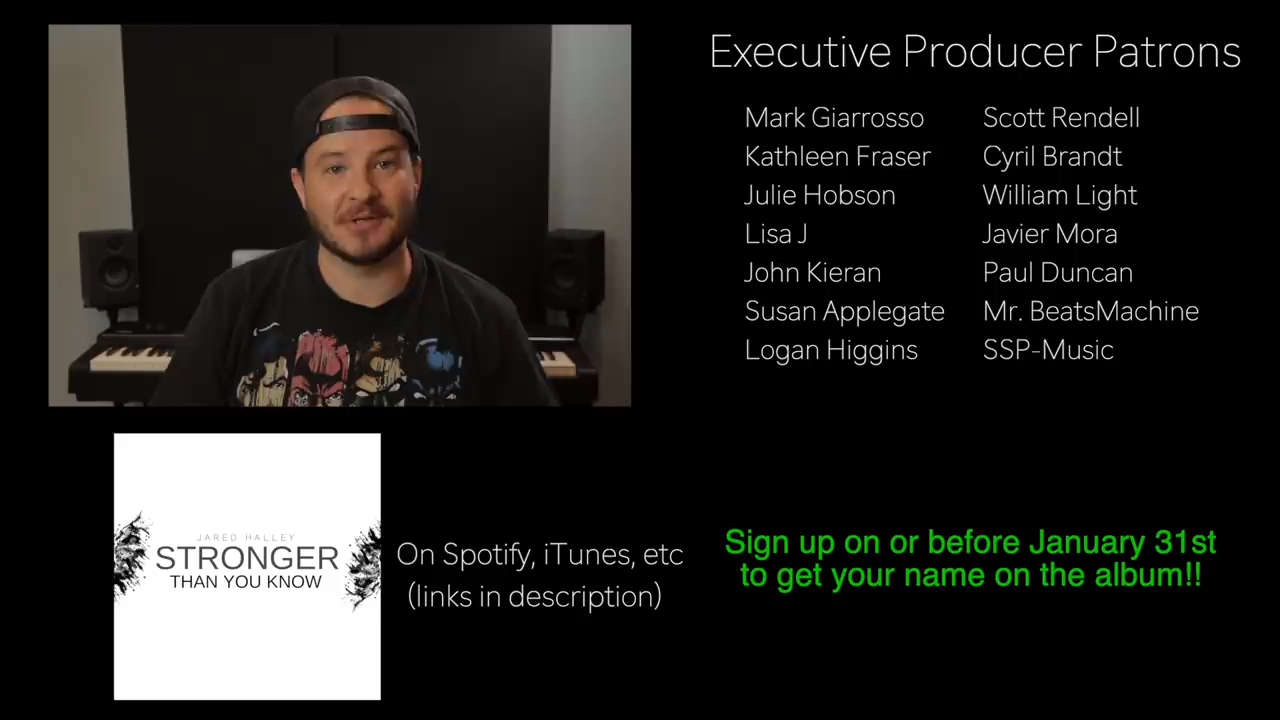 Executive Producer Patrons
Mark Giarrosso
Kathleen Fraser
Julie Hobson
Lisa J
John Kieran
Susan Applegate
Logan Higgins
Scott Rendell
Cyril Brandt
William Light
Javier Mora
Paul Duncan
Mr. BeatsMachine
SSP-Music
JARED HALLEY
STRONGER
THAN YOU KNOW
On Spotify, iTunes, etc
(links in description)
Sign up on or before January 31st
to get your name on the album!!